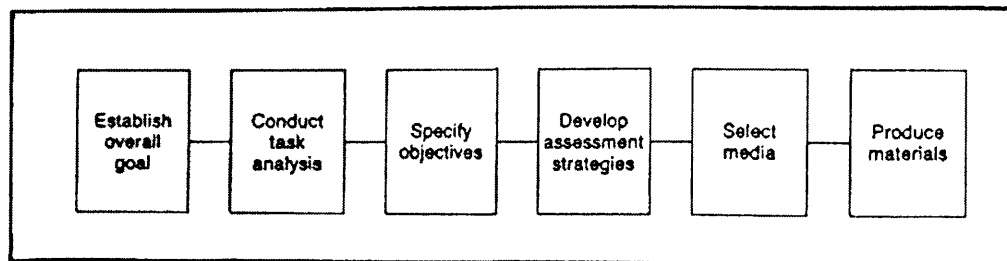 Establish
overall
goal
Conduct
task
analysis
Specify
objectives
Develop
assessment
strategies
Select
media
Produce
materials